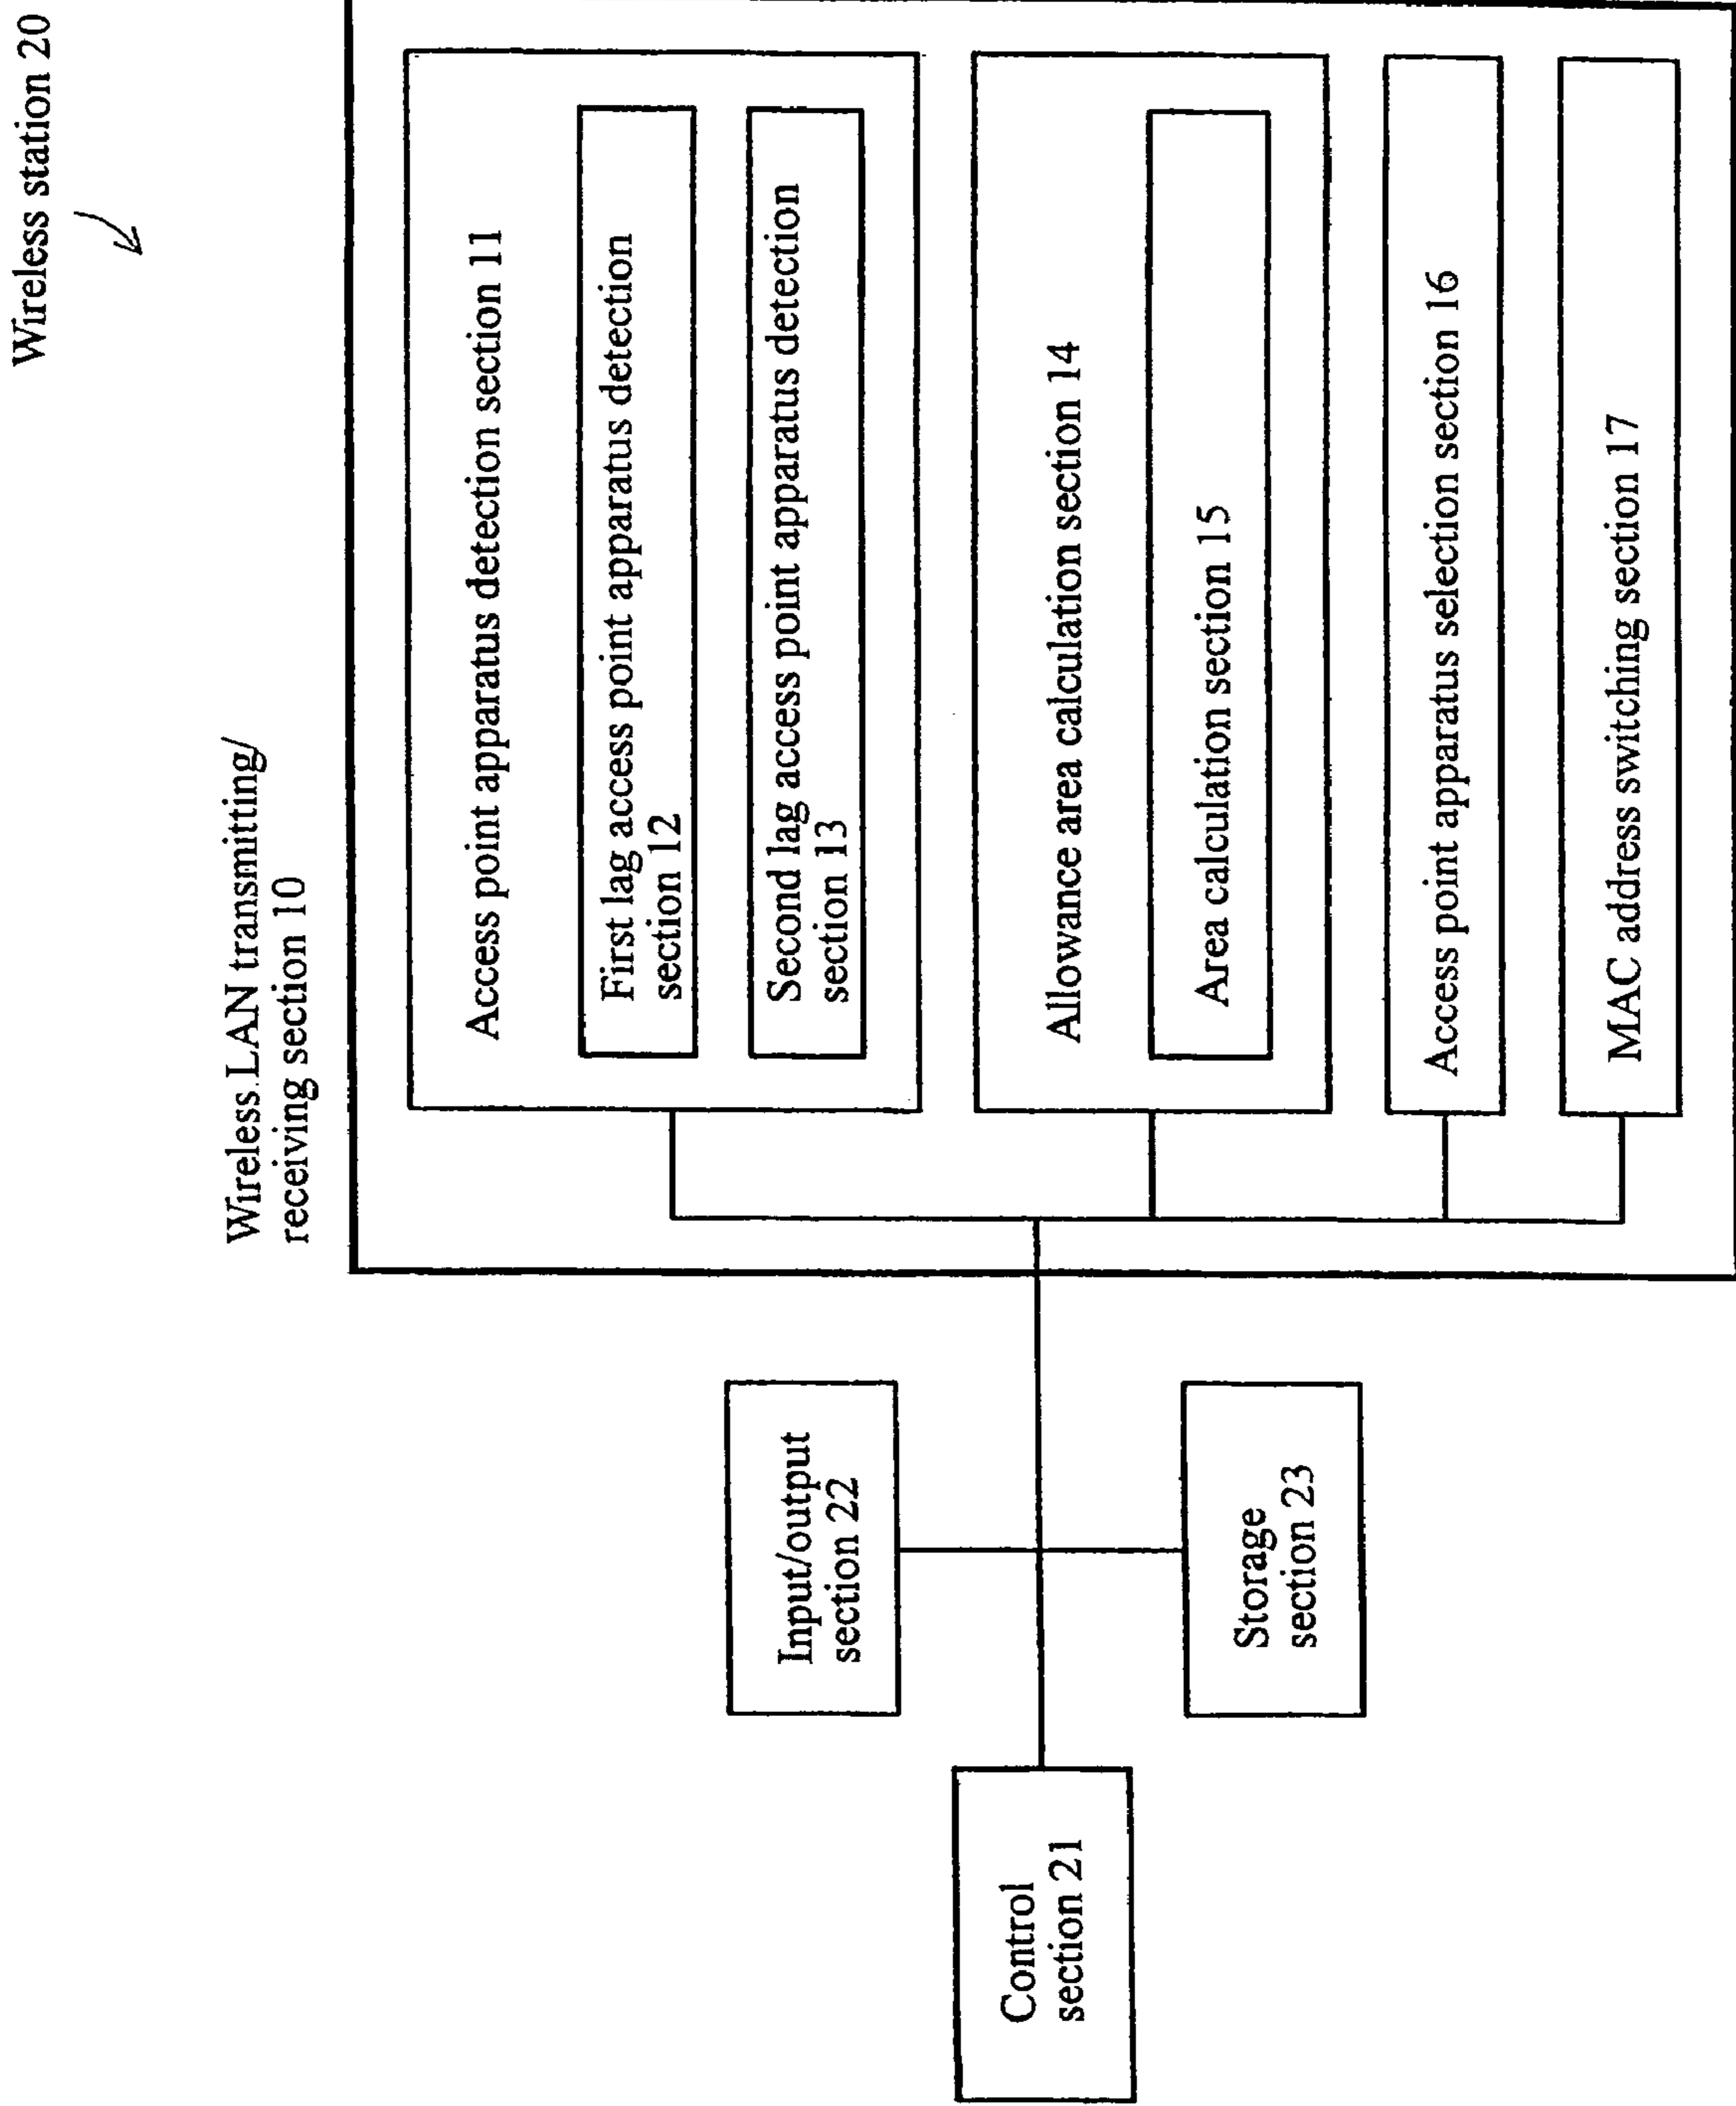 Wireless station 20
Wireless LAN transmitting/
receiving section 10
Access point apparatus detection section 11
First lag access point apparatus detection
section 12
Second lag access point apparatus detection
section 13
Allowance area calculation section 14
Area calculation section 15
Access point apparatus selection section 16
MAC address switching section 17
Input/output
section 22
Storage
section 23
Control
section 21